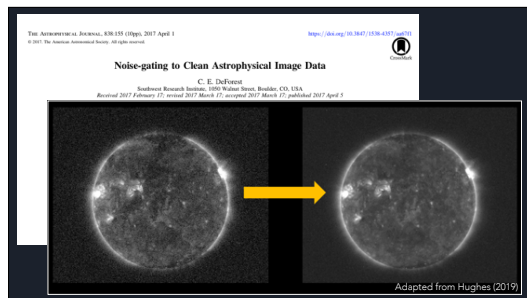 THE ASTROPHYSICAL JOURNAL, 838:155 (10pp), 2017 April 1
https://doi.org/10.3847/1538-4357/aa67f1
© 2017. The American Astronomical Society. All rights reserved.
CrossMark
Noise-gating to Clean Astrophysical Image Data
C. E. DeForest
Southwest Research Institute, 1050 Walnut Street, Boulder, CO, USA
Received 2017 February 17; revised 2017 March 17; accepted 2017 March 17; published 2017 April 5
Adapted from Hughes (2019)